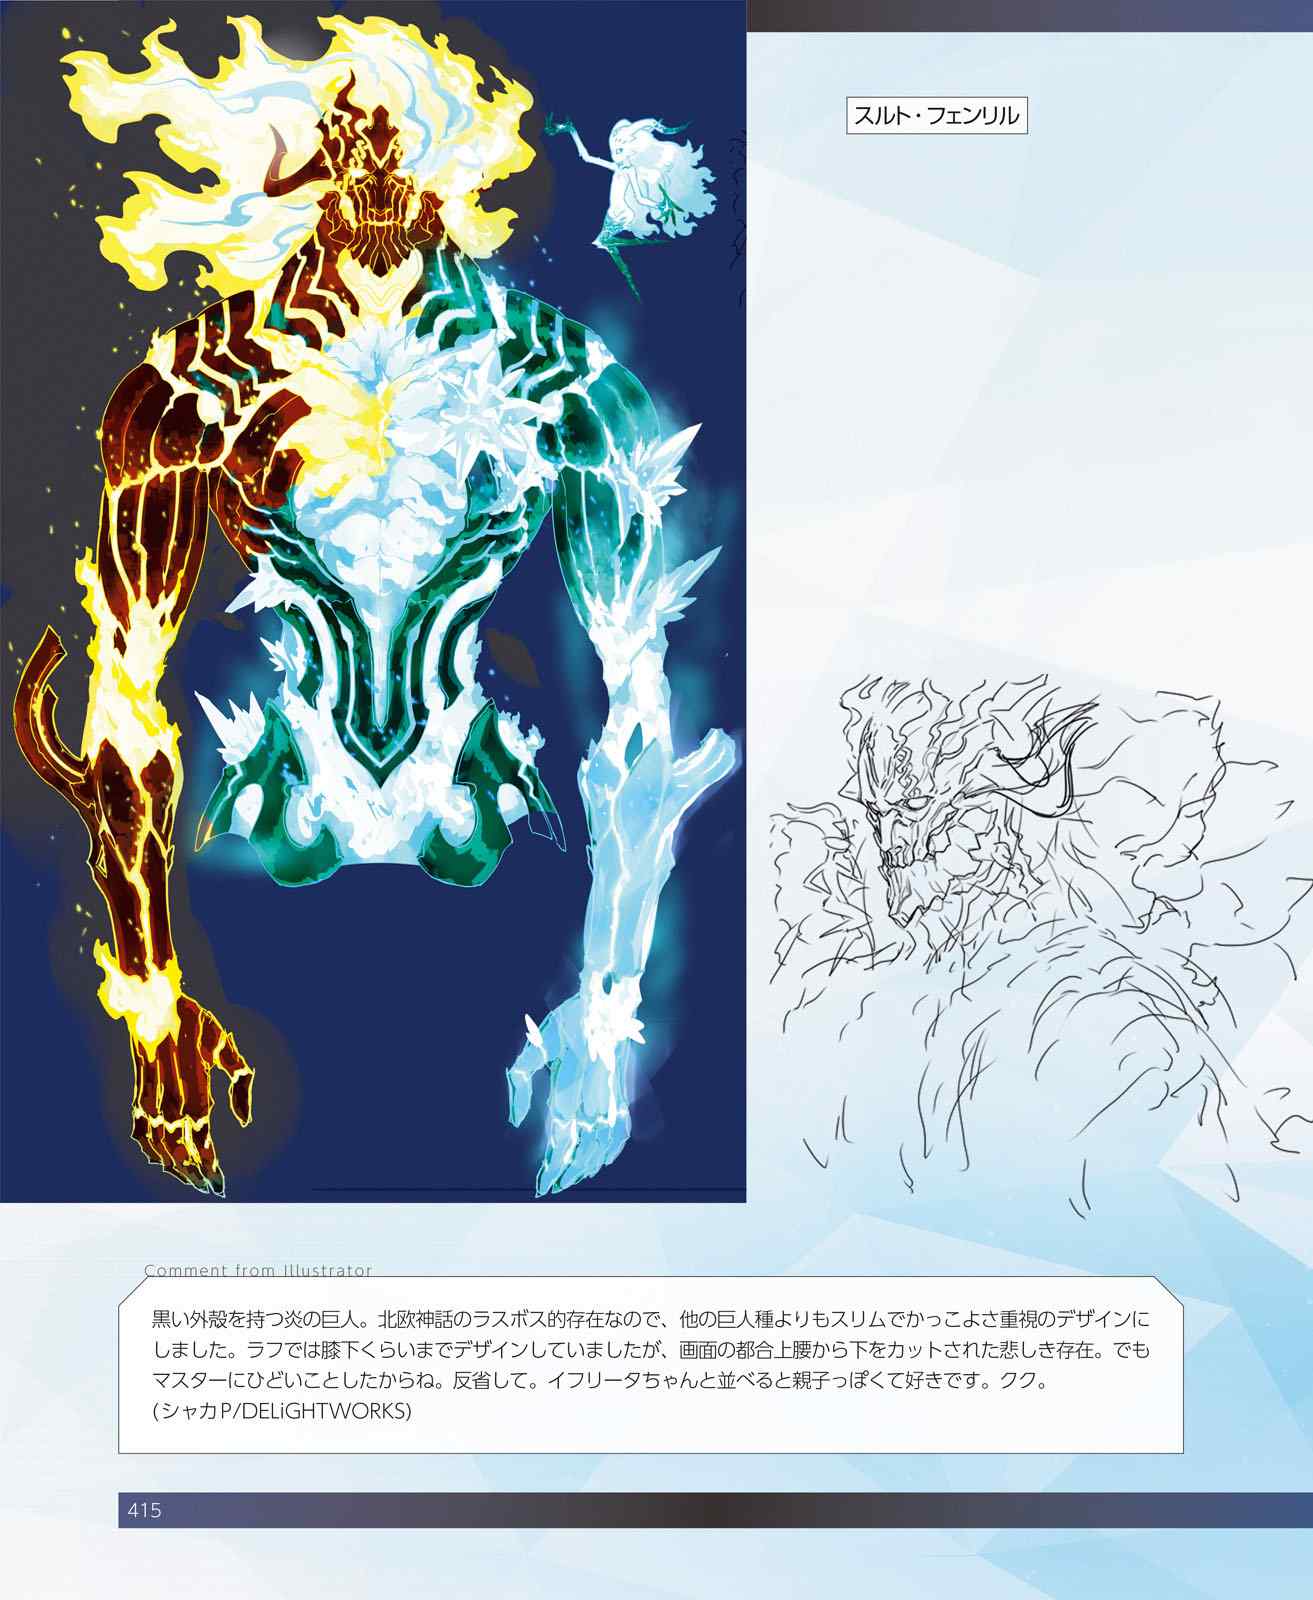 スルト・フェンリル
Comment from Illustrator
黒い外殻を持つ炎の巨人。北欧神話のラスボス的存在なので、他の巨人種よりもスリムでかっこよさ重視のデザインに
しました。ラフでは膝下くらいまでデザインしていましたが、画面の都合上腰から下をカットされた悲しき存在。でも
マスターにひどいことしたからね。反省して。イフリータちゃんと並べると親子っぽくて好きです。クク。
(シャカP/DELiGHTWORKS)
415